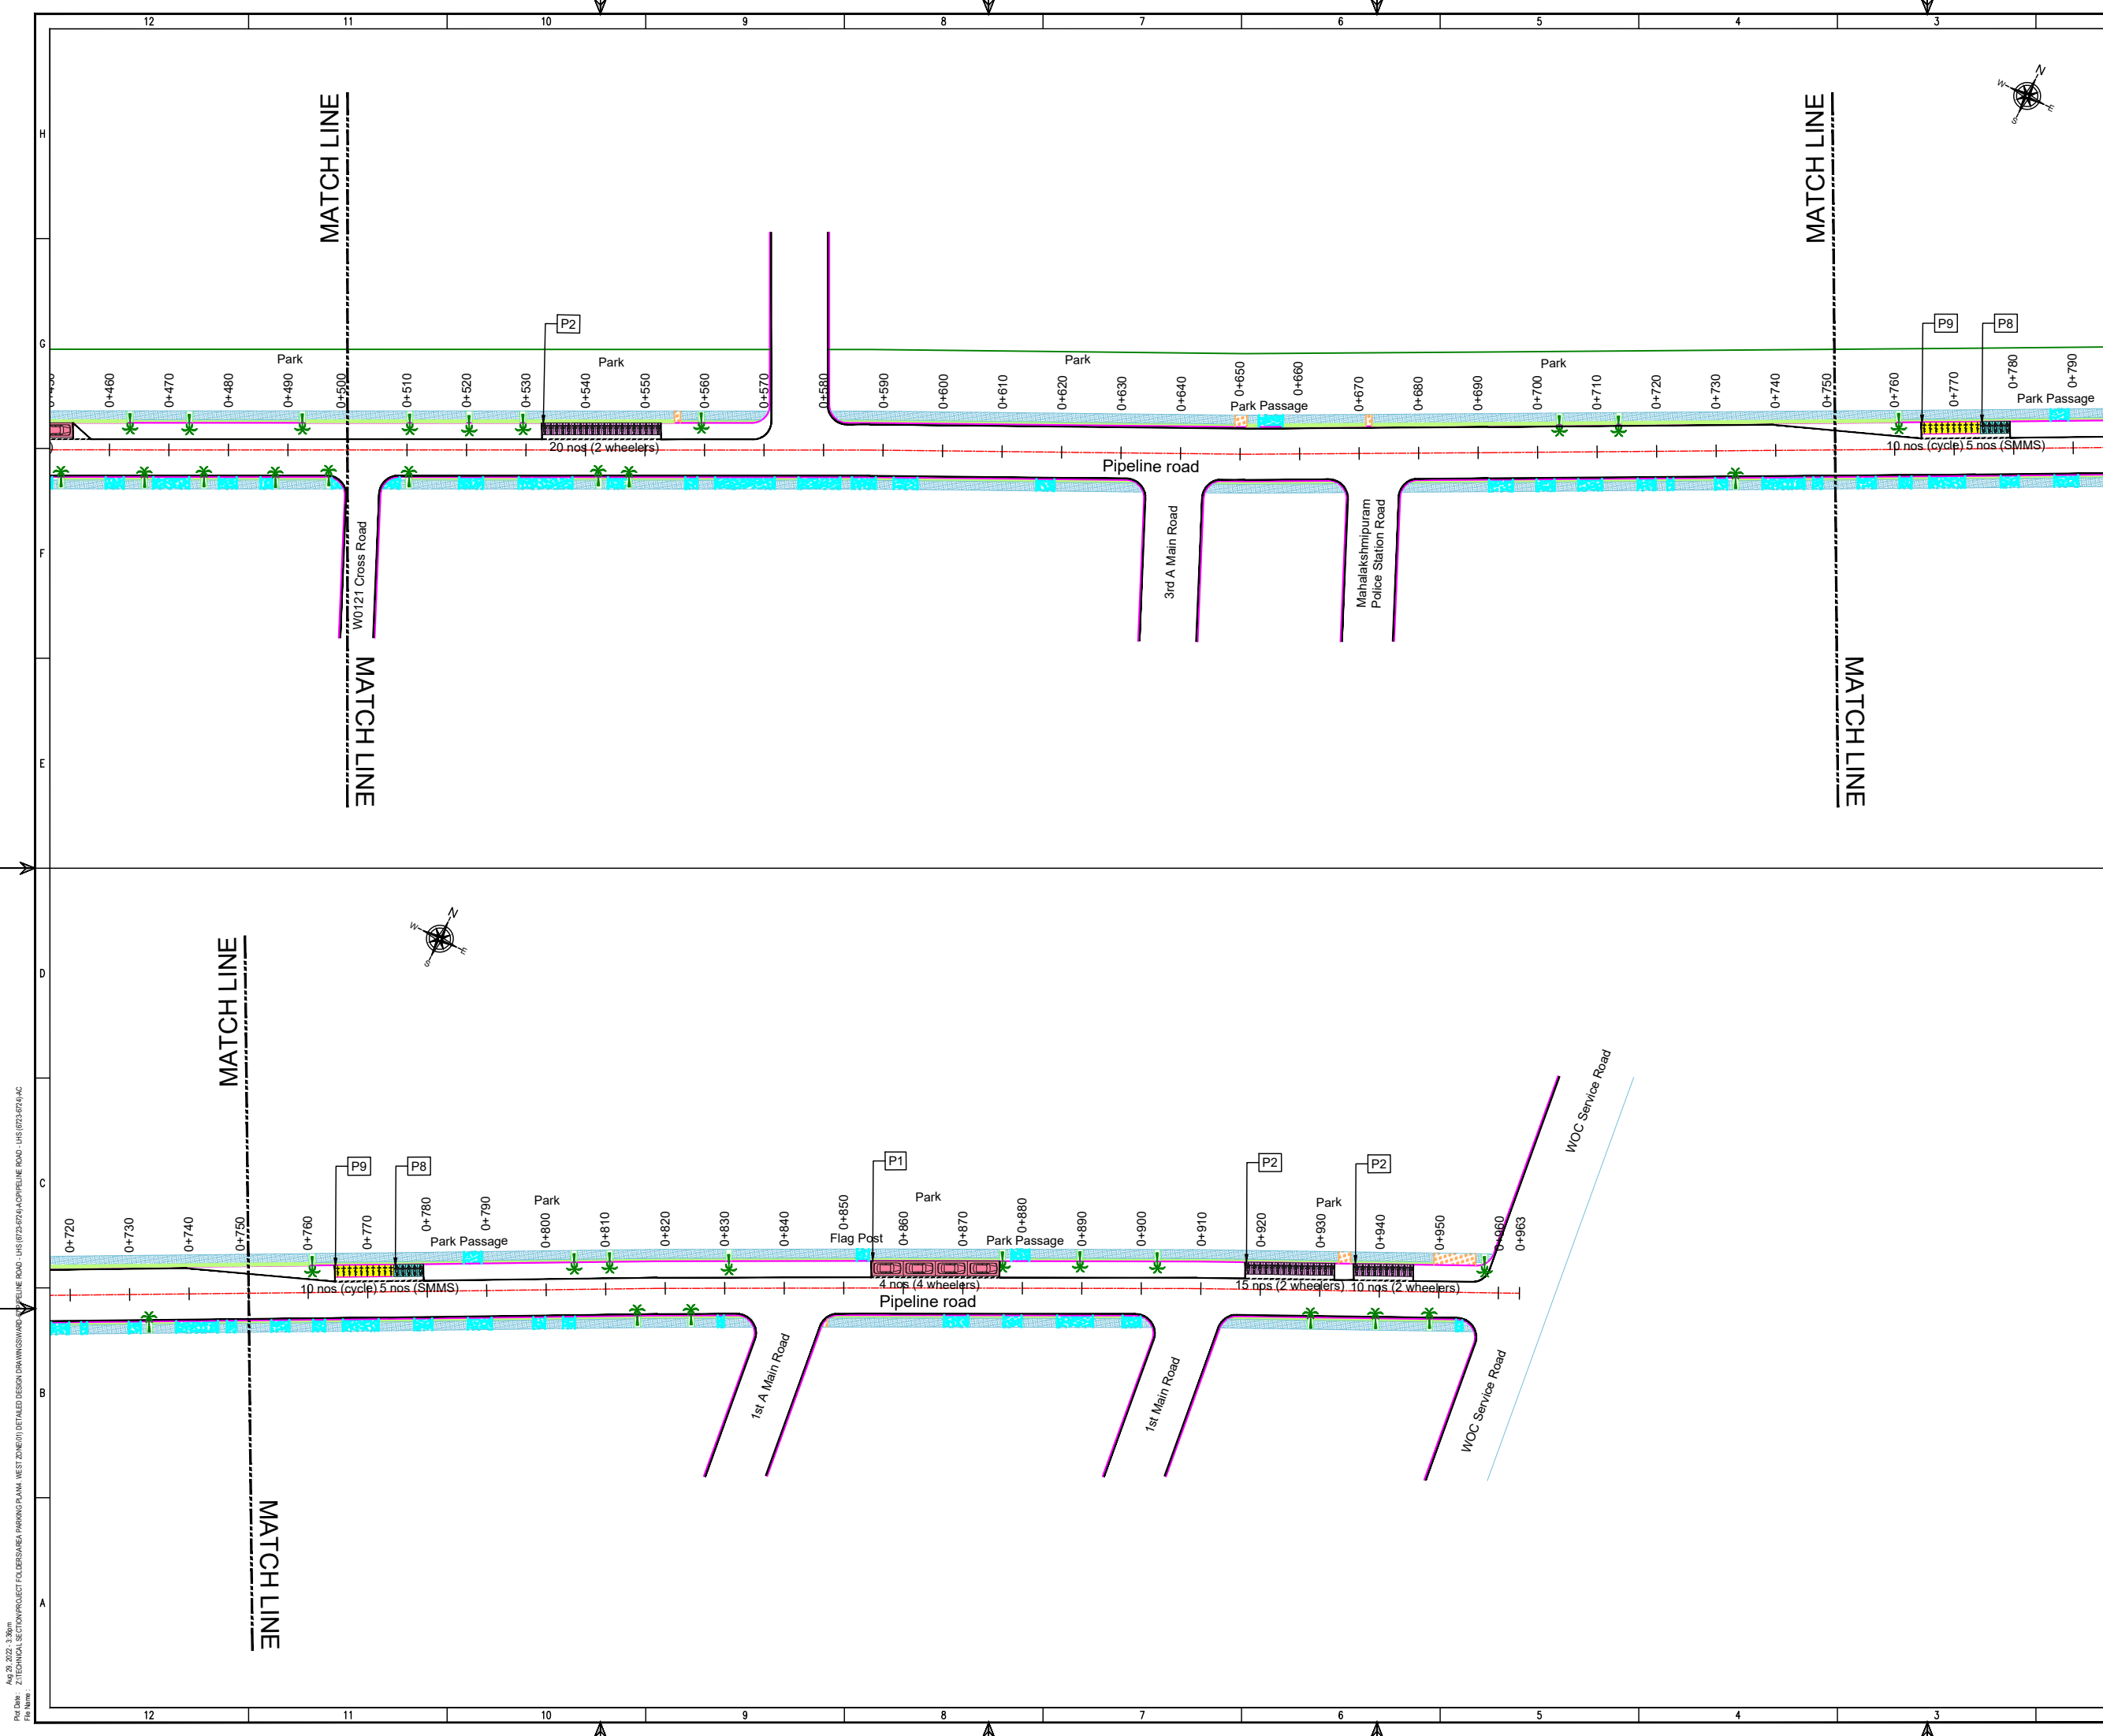 12 11 10 9 8 7 6 5 4 3
H
G
F
E
D
C
B
A
MATCH LINE
MATCH LINE
N
W
E
S
P2
P9
P8
Park
Park
Park
Park
0+460 0+470 0+480 0+490 0+500 0+510 0+520 0+530 0+540 0+550 0+560 0+570 0+580 0+590 0+600 0+610 0+620 0+630 0+640 0+650 0+660 0+670 0+680 0+690 0+700 0+710 0+720 0+730 0+740 0+750 0+760 0+770 0+780 0+790
Park Passage
Park Passage
20 nos (2 wheelers)
10 nos (cycle) 5 nos (SMMS)
Pipeline road
W0121 Cross Road
3rd A Main Road
Mahalakshmipuram
Police Station Road
MATCH LINE
MATCH LINE
MATCH LINE
N
W
E
S
P9
P8
P1
P2
P2
Park
Park
Park
0+720 0+730 0+740 0+750 0+760 0+770 0+780 0+790 0+800 0+810 0+820 0+830 0+840 0+850 0+860 0+870 0+880 0+890 0+900 0+910 0+920 0+930 0+940 0+950 0+960 0+963
Park Passage
Flag Post
Park Passage
10 nos (cycle) 5 nos (SMMS)
4 nos (4 wheelers)
15 nos (2 wheelers)
10 nos (2 wheelers)
Pipeline road
WOC Service Road
1st A Main Road
1st Main Road
WOC Service Road
MATCH LINE
Plot Date : Aug 29, 2022 - 3:36pm
File Name :
12 11 10 9 8 7 6 5 4 3